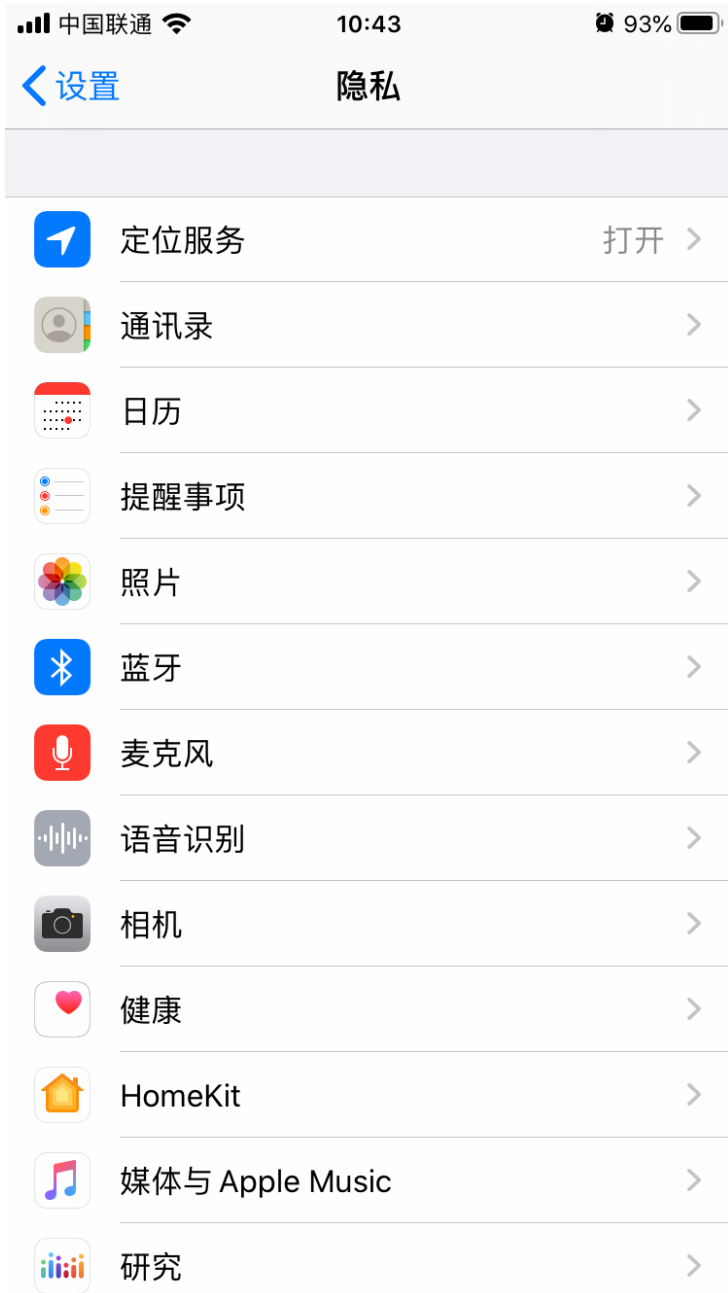 中国联通 10:43 93%
设置 隐私
定位服务 打开
通讯录
日历
提醒事项
照片
蓝牙
麦克风
语音识别
相机
健康
HomeKit
媒体与 Apple Music
研究